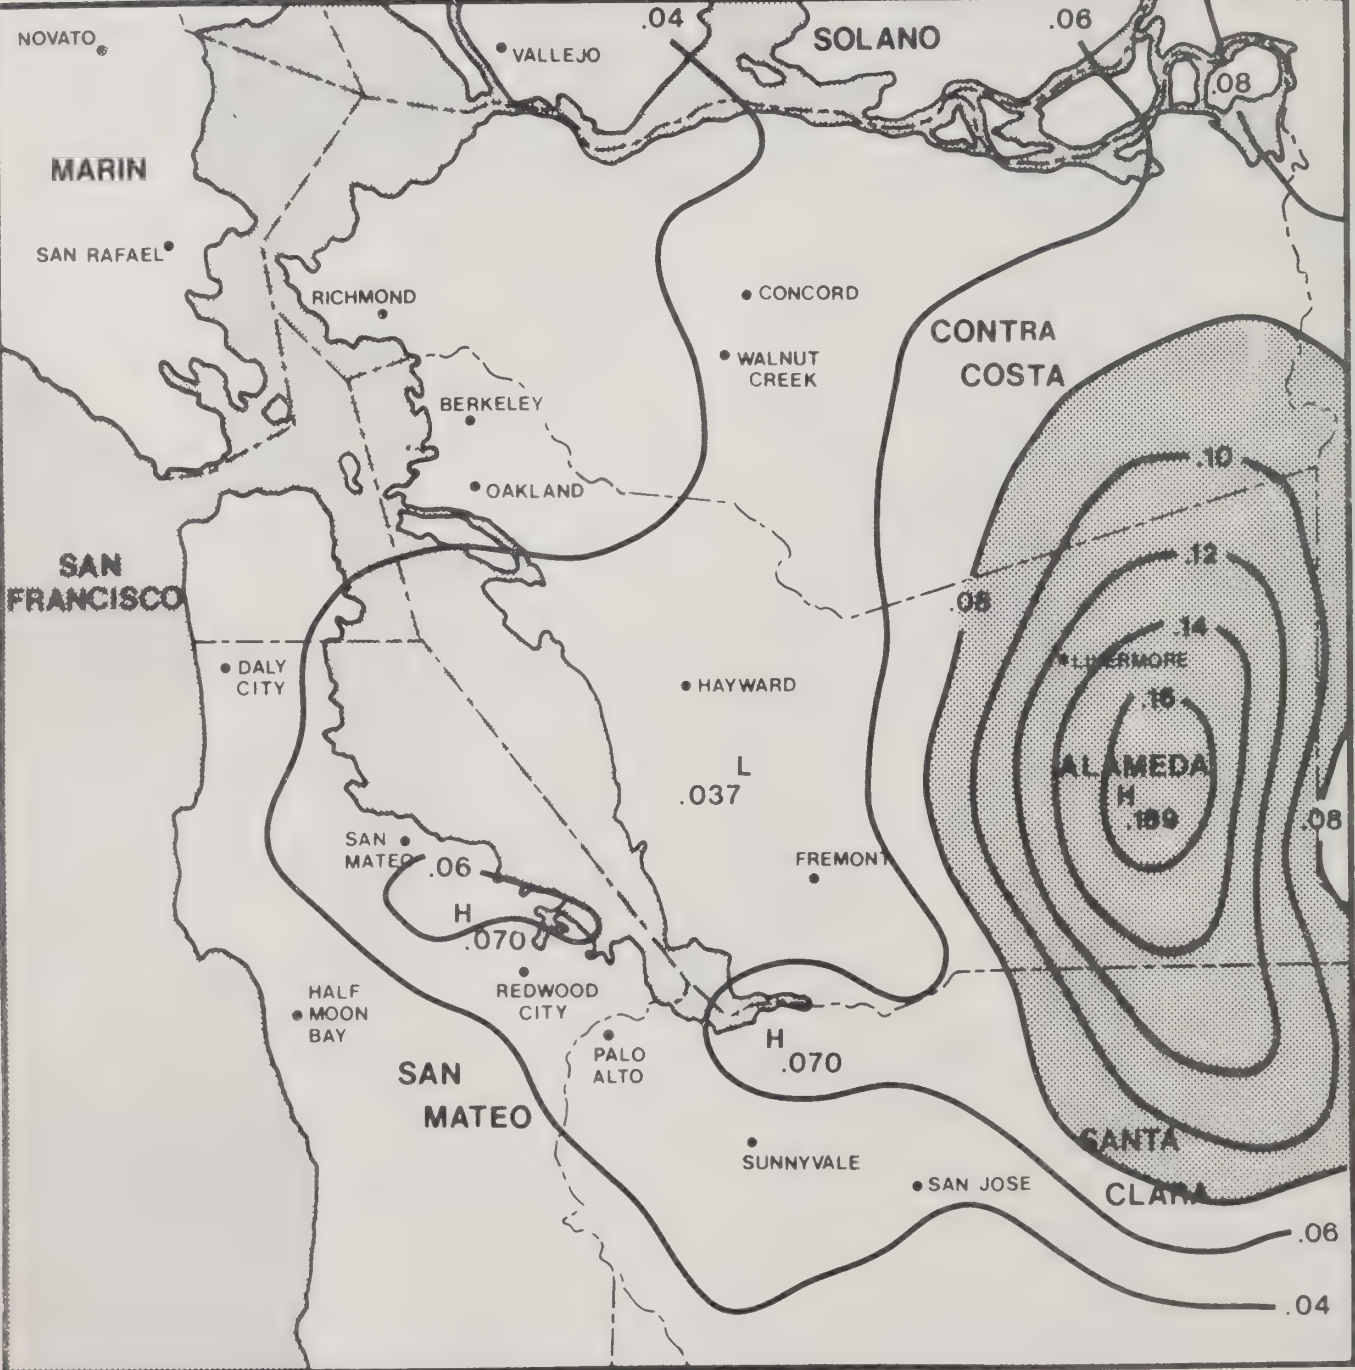 .04
.06
NOVATO
VALLEJO
SOLANO
.08
MARIN
SAN RAFAEL
RICHMOND
CONCORD
CONTRA
COSTA
WALNUT
CREEK
BERKELEY
.10
OAKLAND
.12
SAN
FRANCISCO
.08
.14
LIVERMORE
DALY
CITY
HAYWARD
.16
L
.037
ALAMEDA
H
.189
.08
SAN
MATEO
.06
FREMONT
H
.070
REDWOOD
CITY
HALF
MOON
BAY
PALO
ALTO
H
.070
SAN
MATEO
SANTA
CLARA
SUNNYVALE
SAN JOSE
.06
.04